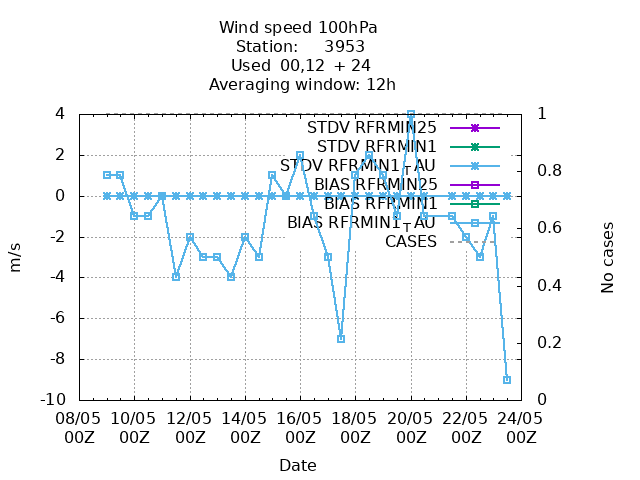 Wind speed 100hPa
Station: 3953
Used 00,12 + 24
Averaging window: 12h
4 1
STDV RFRMIN25
STDV RFRMIN1
2
STDV RFRMIN1_AU
0.8
BIAS RFRMIN25
0
BIAS RFRMIN1
BIAS RFRMIN1_AU
0.6
-2
CASES
m/s
No cases
-4 0.4
-6
0.2
-8
-10 0
08/05 10/05 12/05 14/05 16/05 18/05 20/05 22/05 24/05
00Z 00Z 00Z 00Z 00Z 00Z 00Z 00Z 00Z
Date